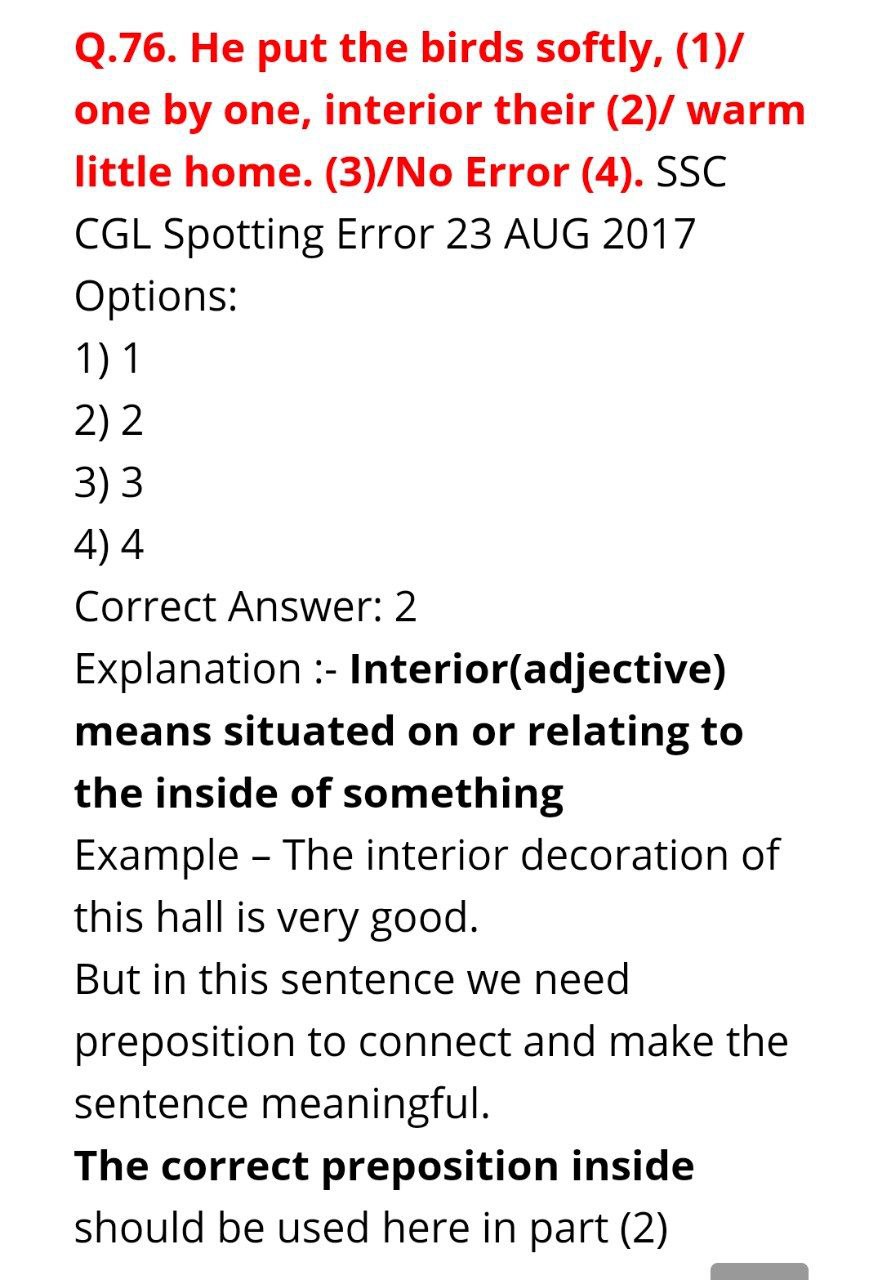 Q.76. He put the birds softly, (1)/
one by one, interior their (2)/ warm
little home. (3)/No Error (4). SSC
CGL Spotting Error 23 AUG 2017
Options:
1) 1
2) 2
3) 3
4) 4
Correct Answer: 2
Explanation :- Interior(adjective)
means situated on or relating to
the inside of something
Example – The interior decoration of
this hall is very good.
But in this sentence we need
preposition to connect and make the
sentence meaningful.
The correct preposition inside
should be used here in part (2)